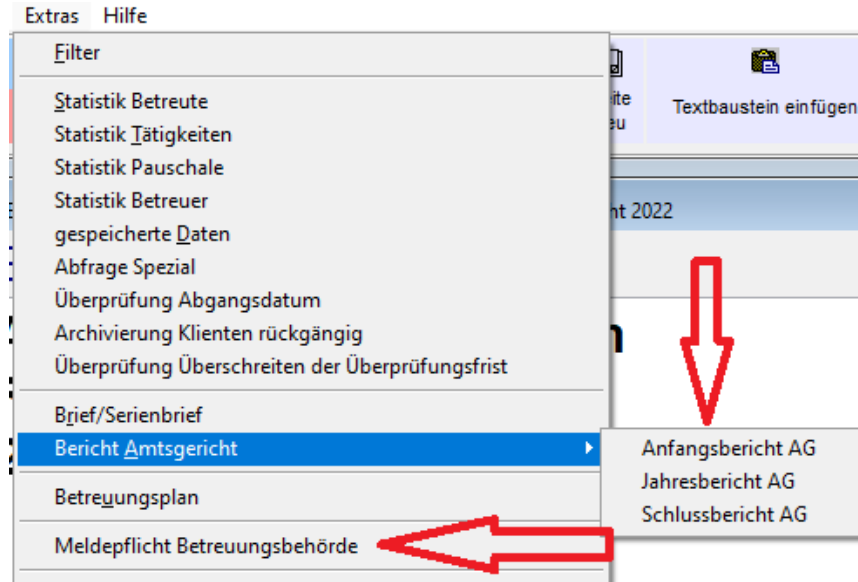 Extras Hilfe
Filter
Textbaustein einfügen
Statistik Betreute
Statistik Tätigkeiten
Statistik Pauschale
Statistik Betreuer
2022
gespeicherte Daten
Abfrage Spezial
Überprüfung Abgangsdatum
Archivierung Klienten rückgängig
Überprüfung Überschreiten der Überprüfungsfrist
Brief/Serienbrief
Bericht Amtsgericht
Anfangsbericht AG
Jahresbericht AG
Schlussbericht AG
Betreuungsplan
Meldepflicht Betreuungsbehörde